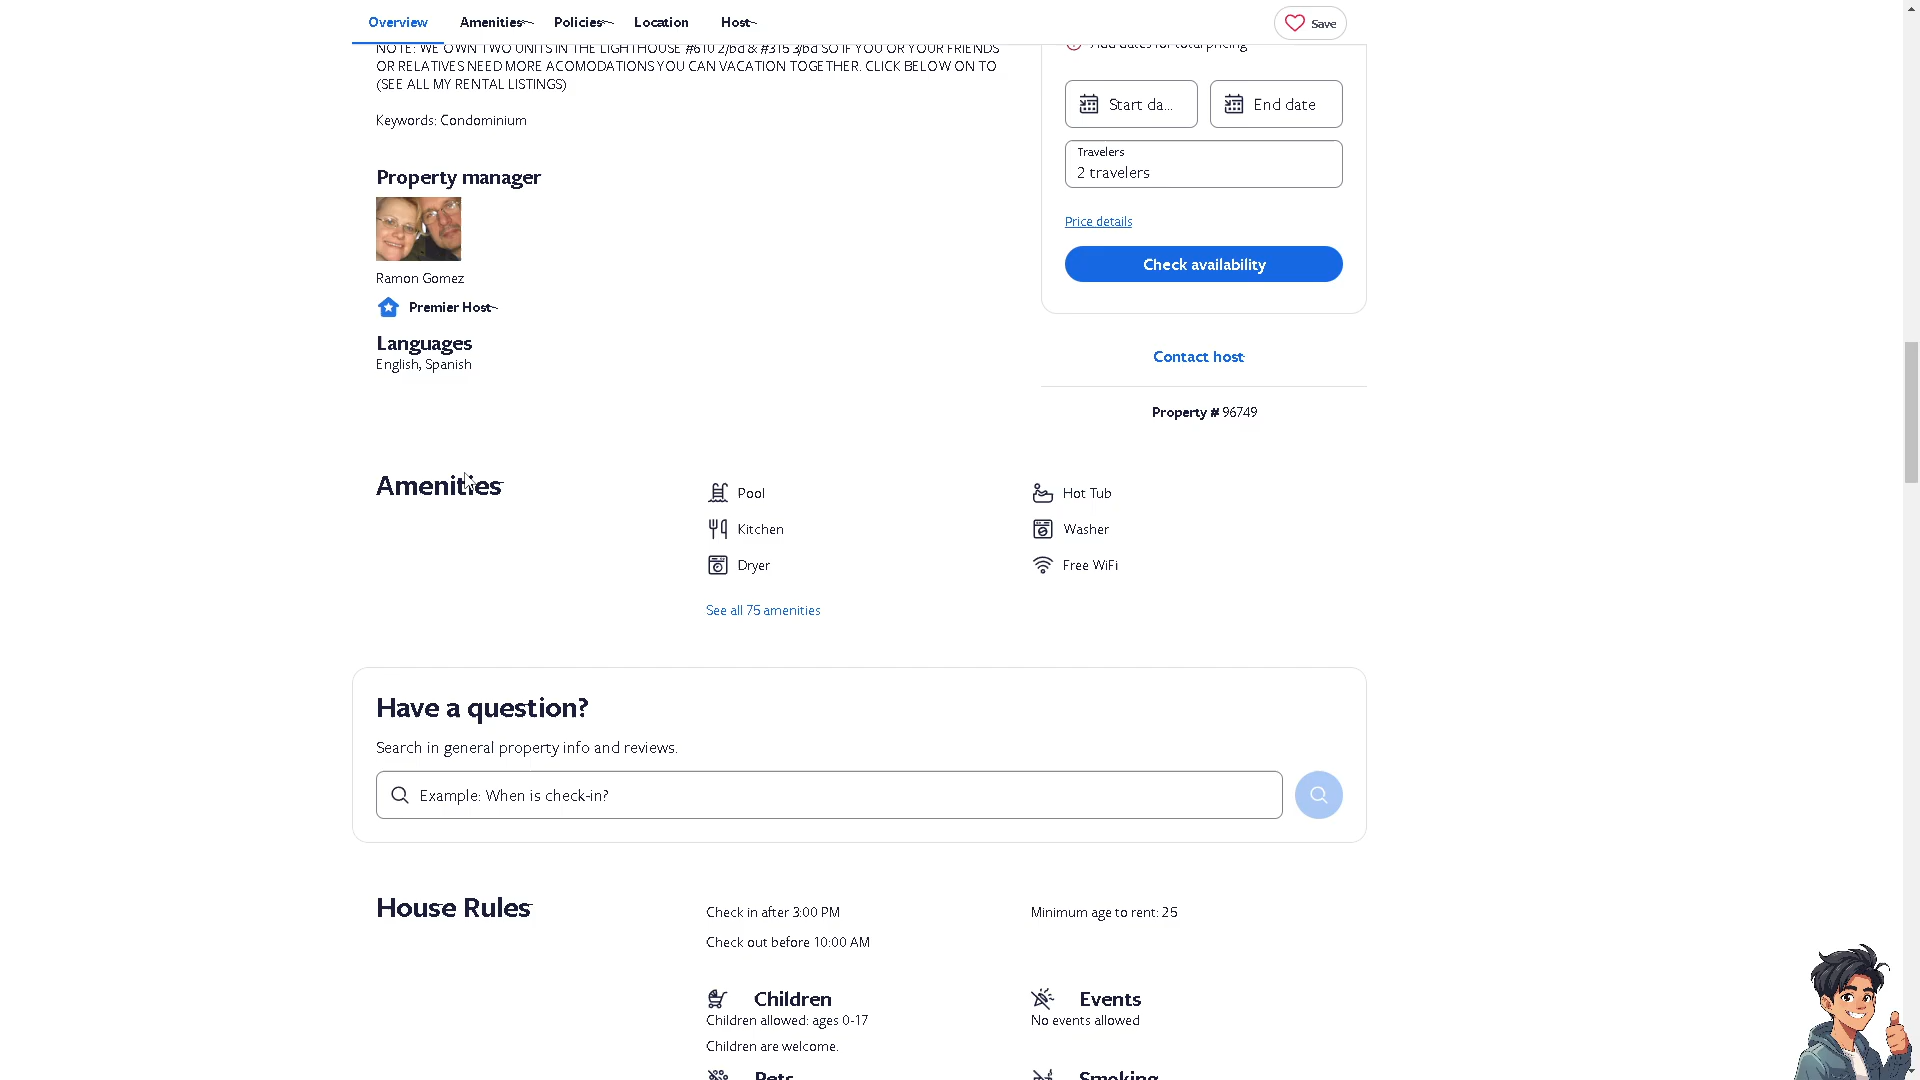 Overview
Amenities
Policies
Location
Host
Save
NOTE: WE OWN TWO UNITS IN THE LIGHTHOUSE #610 2/bd & #315 3/bd SO IF YOU OR YOUR FRIENDS
OR RELATIVES NEED MORE ACOMODATIONS YOU CAN VACATION TOGETHER. CLICK BELOW ON TO
(SEE ALL MY RENTAL LISTINGS)
Keywords: Condominium
Property manager
Ramon Gomez
Premier Host
Languages
English, Spanish
Add dates for total pricing
Start da...
End date
Travelers
2 travelers
Price details
Check availability
Contact host
Property # 96749
Amenities
Pool
Hot Tub
Kitchen
Washer
Dryer
Free WiFi
See all 75 amenities
Have a question?
Search in general property info and reviews.
Example: When is check-in?
House Rules
Check in after 3:00 PM
Minimum age to rent: 25
Check out before 10:00 AM
Children
Children allowed: ages 0-17
Children are welcome.
Events
No events allowed
Pets
Smoking